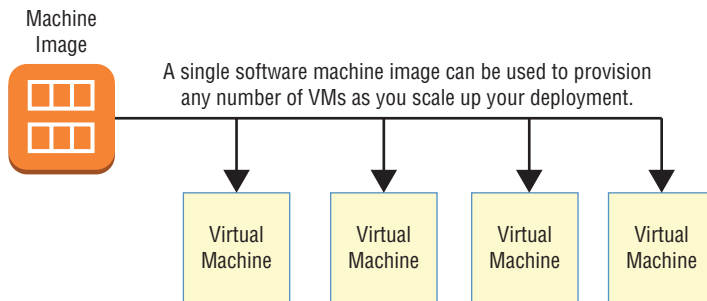 Machine
Image
A single software machine image can be used to provision
any number of VMs as you scale up your deployment.
Virtual
Machine
Virtual
Machine
Virtual
Machine
Virtual
Machine